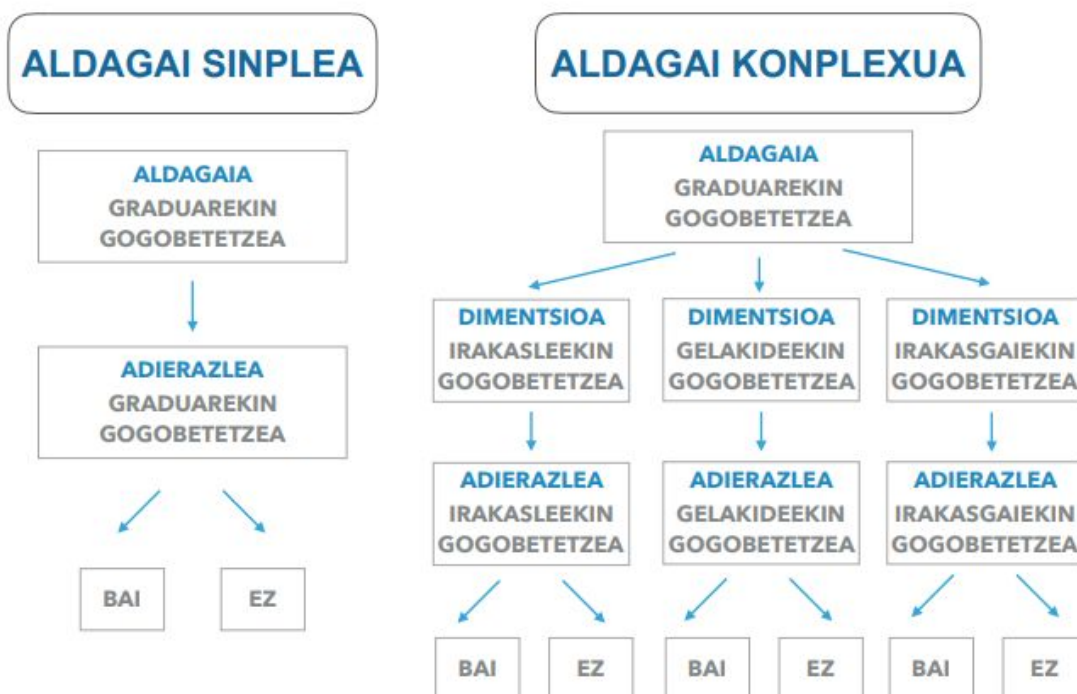 ALDAGAI SINPLEA
ALDAGAIA
GRADUAREKIN
GOGOBETETZEA
ADIERAZLEA
GRADUAREKIN
GOGOBETETZEA
BAI
EZ
ALDAGAI KONPLEXUA
ALDAGAIA
GRADUAREKIN
GOGOBETETZEA
DIMENTSIOA
IRAKASLEEKIN
GOGOBETETZEA
DIMENTSIOA
GELAKIDEEKIN
GOGOBETETZEA
DIMENTSIOA
IRAKASGAIEKIN
GOGOBETETZEA
ADIERAZLEA
IRAKASLEEKIN
GOGOBETETZEA
ADIERAZLEA
GELAKIDEEKIN
GOGOBETETZEA
ADIERAZLEA
IRAKASGAIEKIN
GOGOBETETZEA
BAI
EZ
BAI
EZ
BAI
EZ